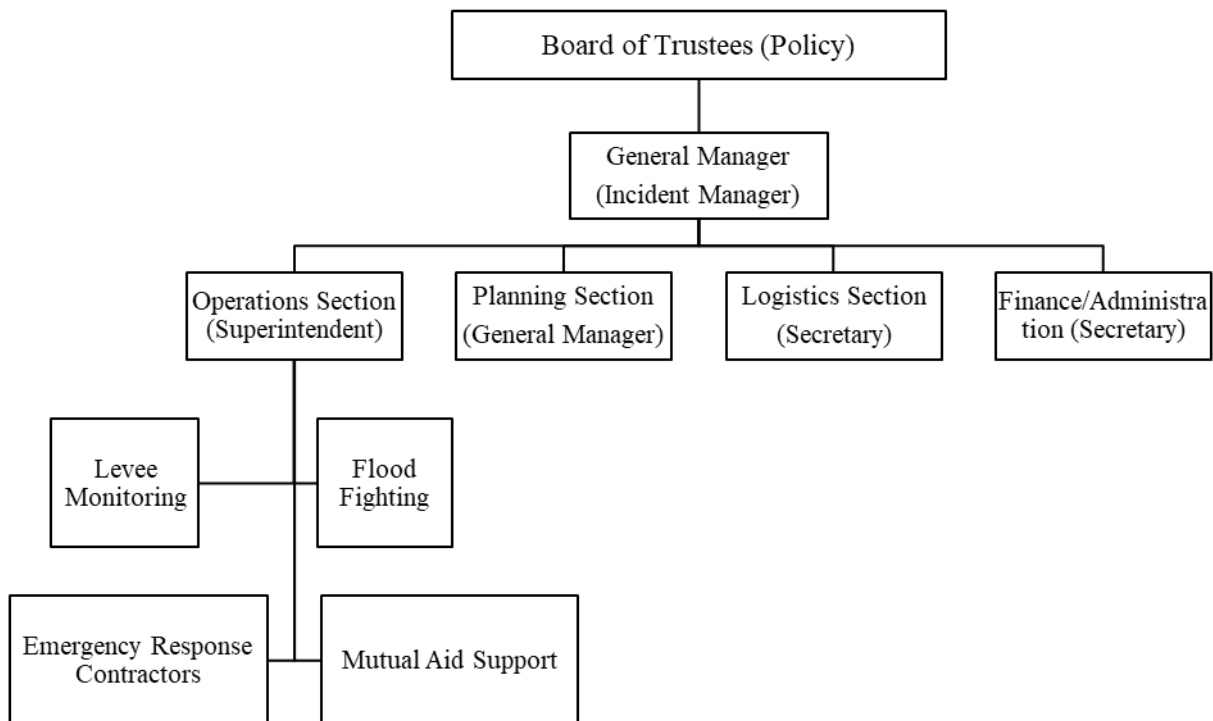 Board of Trustees (Policy)
General Manager
(Incident Manager)
Operations Section
(Superintendent)
Planning Section
(General Manager)
Logistics Section
(Secretary)
Finance/Administra
tion (Secretary)
Levee
Monitoring
Flood
Fighting
Emergency Response
Contractors
Mutual Aid Support